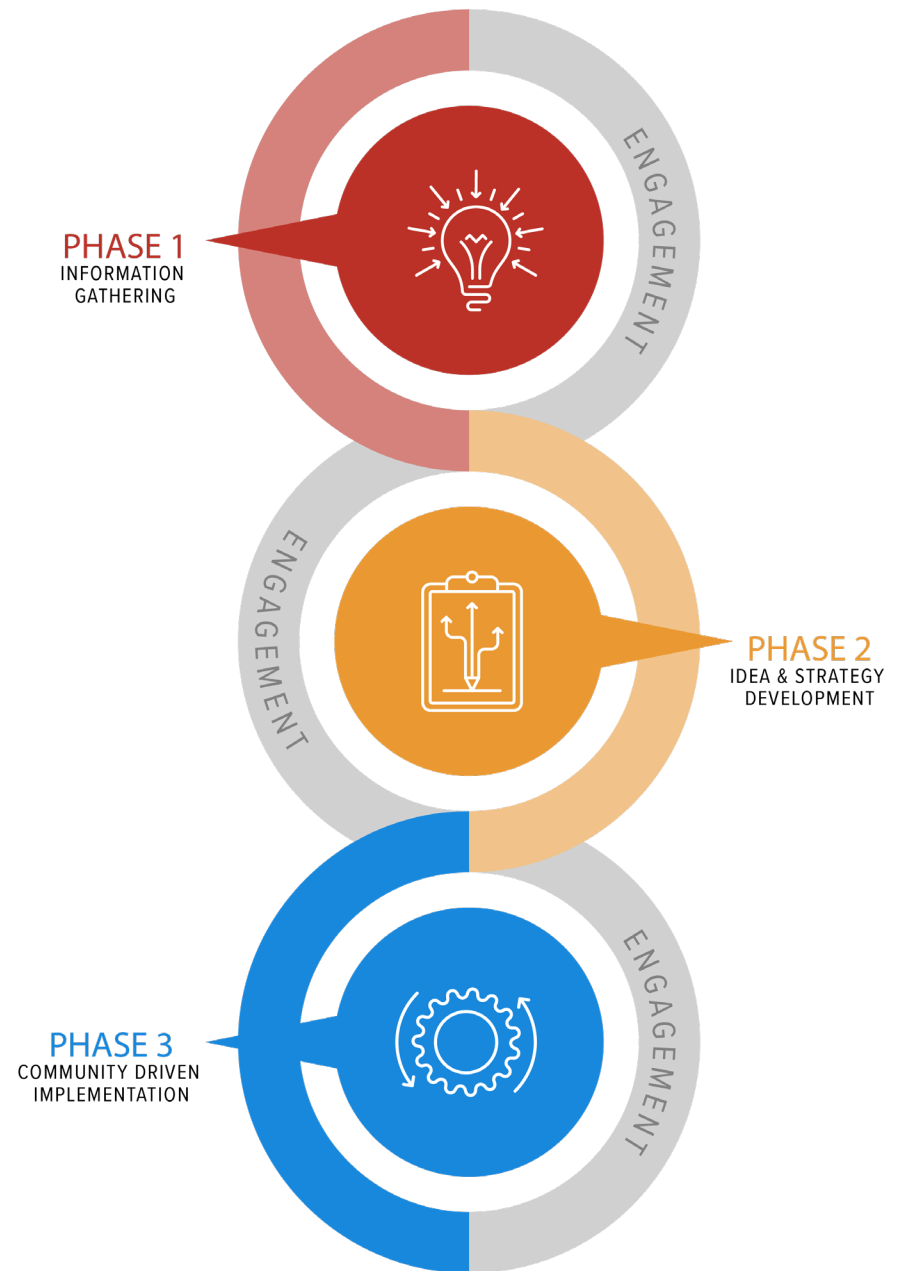 ENGAGEMENT
PHASE 1
INFORMATION
GATHERING
ENGAGEMENT
PHASE 2
IDEA & STRATEGY
DEVELOPMENT
ENGAGEMENT
PHASE 3
COMMUNITY DRIVEN
IMPLEMENTATION